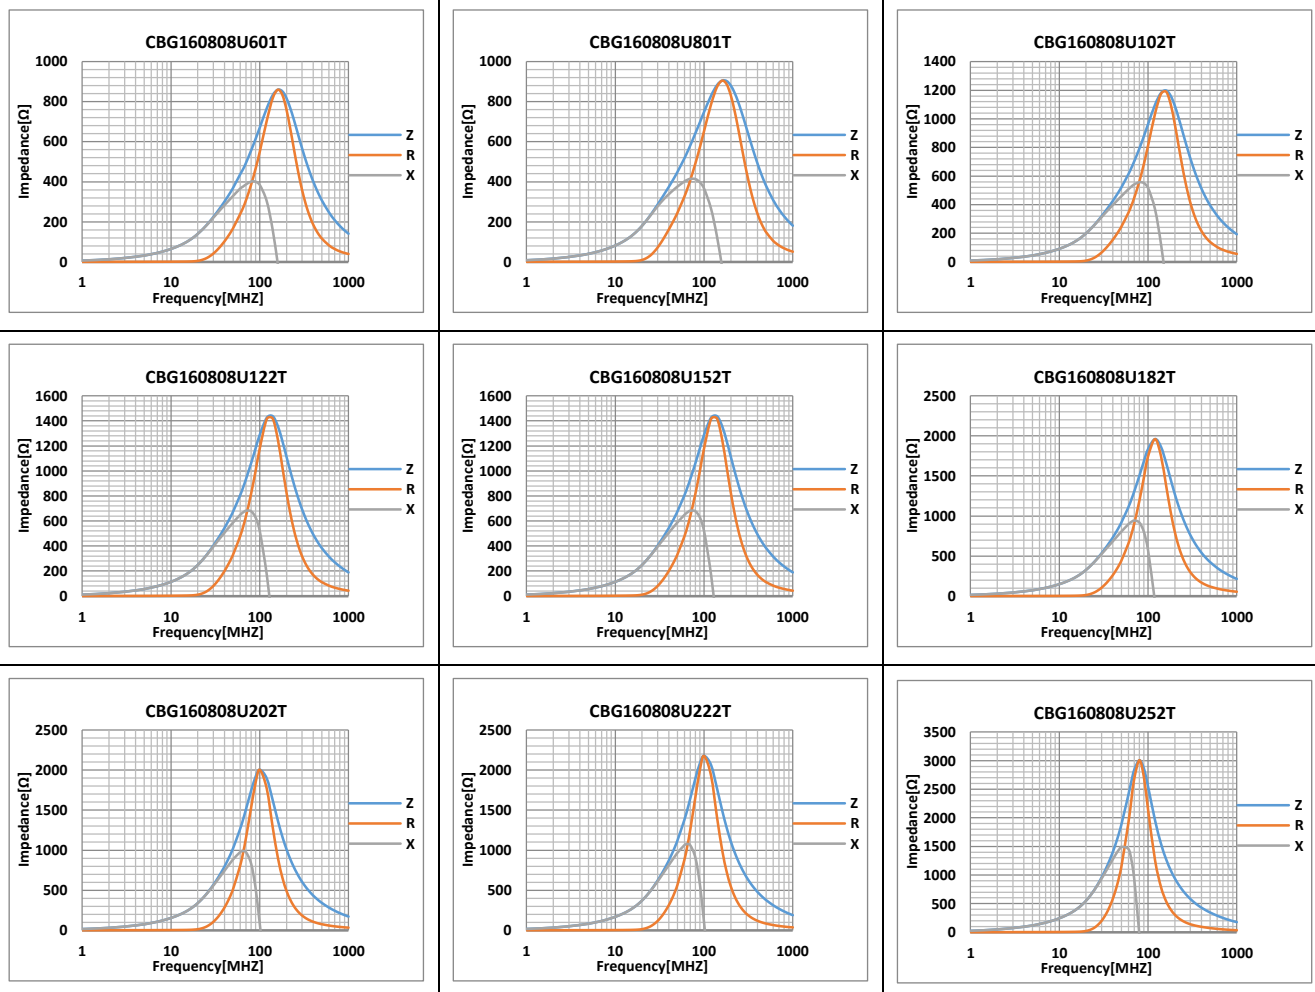 CBG160808U601T
1000
800
600
400
200
0
Impedance[Ω]
1 10 100 1000
Frequency[MHZ]
Z
R
X
CBG160808U801T
1000
800
600
400
200
0
Impedance[Ω]
1 10 100 1000
Frequency[MHZ]
Z
R
X
CBG160808U102T
1400
1200
1000
800
600
400
200
0
Impedance[Ω]
1 10 100 1000
Frequency[MHZ]
Z
R
X
CBG160808U122T
1600
1400
1200
1000
800
600
400
200
0
Impedance[Ω]
1 10 100 1000
Frequency[MHZ]
Z
R
X
CBG160808U152T
1600
1400
1200
1000
800
600
400
200
0
Impedance[Ω]
1 10 100 1000
Frequency[MHZ]
Z
R
X
CBG160808U182T
2500
2000
1500
1000
500
0
Impedance[Ω]
1 10 100 1000
Frequency[MHZ]
Z
R
X
CBG160808U202T
2500
2000
1500
1000
500
0
Impedance[Ω]
1 10 100 1000
Frequency[MHZ]
Z
R
X
CBG160808U222T
2500
2000
1500
1000
500
0
Impedance[Ω]
1 10 100 1000
Frequency[MHZ]
Z
R
X
CBG160808U252T
3500
3000
2500
2000
1500
1000
500
0
Impedance[Ω]
1 10 100 1000
Frequency[MHZ]
Z
R
X